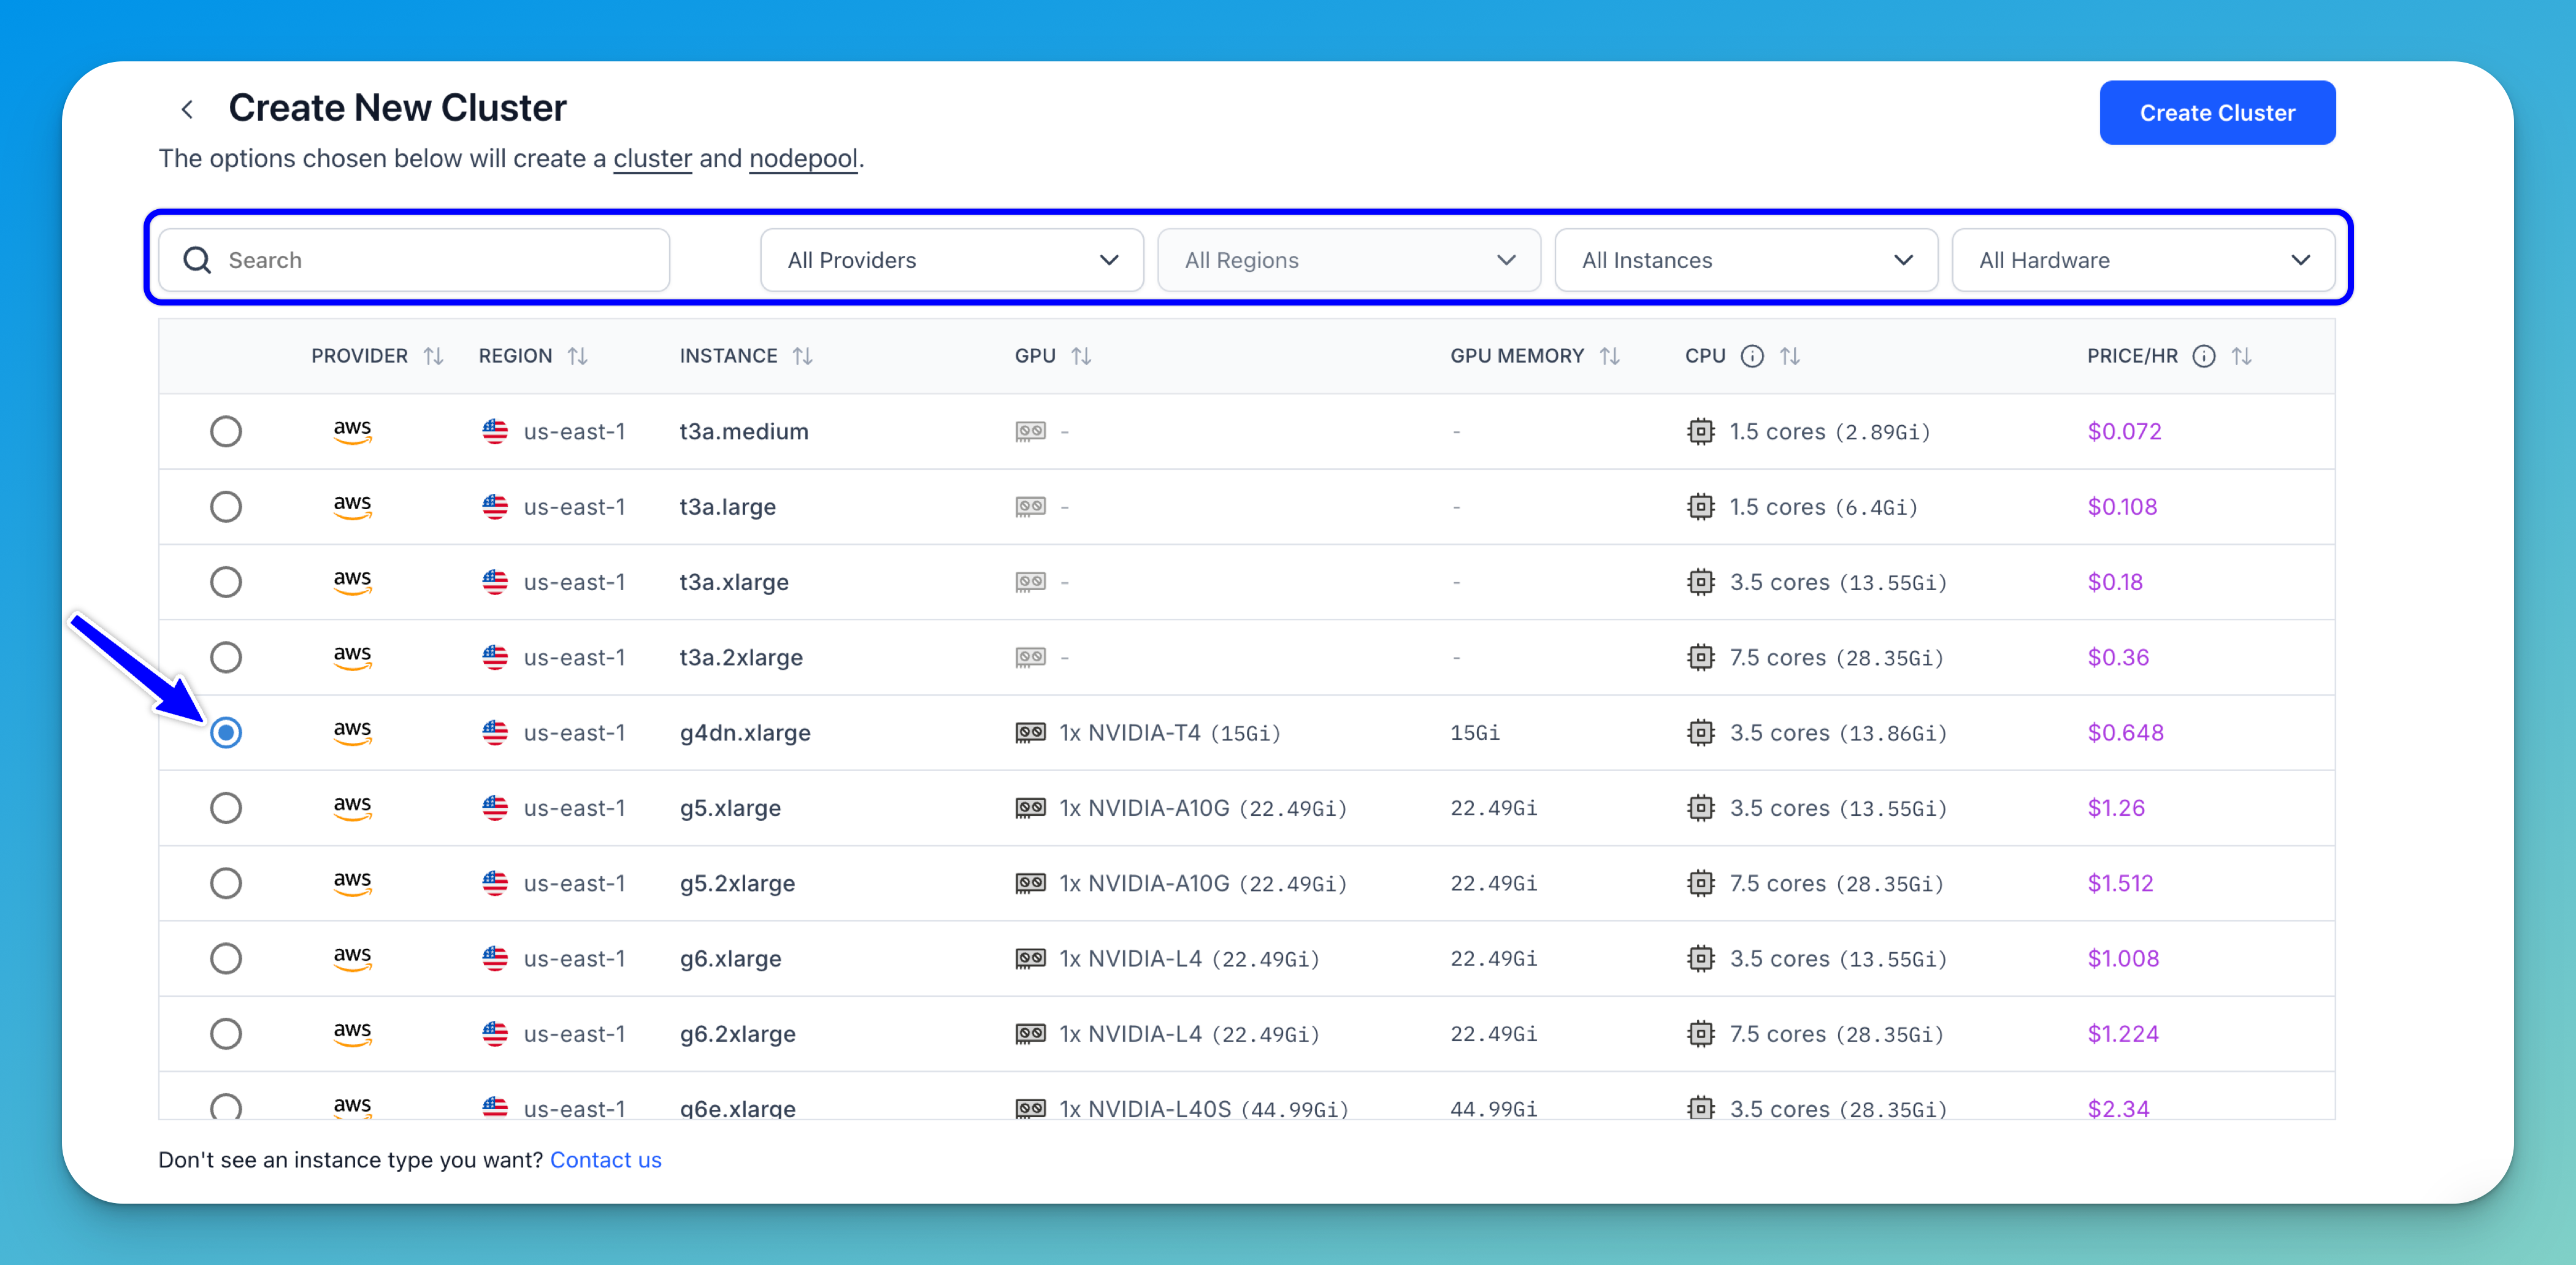 Create New Cluster
Create Cluster
The options chosen below will create a cluster and nodepool.
Search All Providers All Regions All Instances All Hardware
PROVIDER REGION INSTANCE GPU GPU MEMORY CPU PRICE/HR
aws us-east-1 t3a.medium - - 1.5 cores (2.89Gi) $0.072
aws us-east-1 t3a.large - - 1.5 cores (6.4Gi) $0.108
aws us-east-1 t3a.xlarge - - 3.5 cores (13.55Gi) $0.18
aws us-east-1 t3a.2xlarge - - 7.5 cores (28.35Gi) $0.36
aws us-east-1 g4dn.xlarge 1x NVIDIA-T4 (15Gi) 15Gi 3.5 cores (13.86Gi) $0.648
aws us-east-1 g5.xlarge 1x NVIDIA-A10G (22.49Gi) 22.49Gi 3.5 cores (13.55Gi) $1.26
aws us-east-1 g5.2xlarge 1x NVIDIA-A10G (22.49Gi) 22.49Gi 7.5 cores (28.35Gi) $1.512
aws us-east-1 g6.xlarge 1x NVIDIA-L4 (22.49Gi) 22.49Gi 3.5 cores (13.55Gi) $1.008
aws us-east-1 g6.2xlarge 1x NVIDIA-L4 (22.49Gi) 22.49Gi 7.5 cores (28.35Gi) $1.224
aws us-east-1 g6e.xlarge 1x NVIDIA-L40S (44.99Gi) 44.99Gi 3.5 cores (28.35Gi) $2.34
Don't see an instance type you want? Contact us